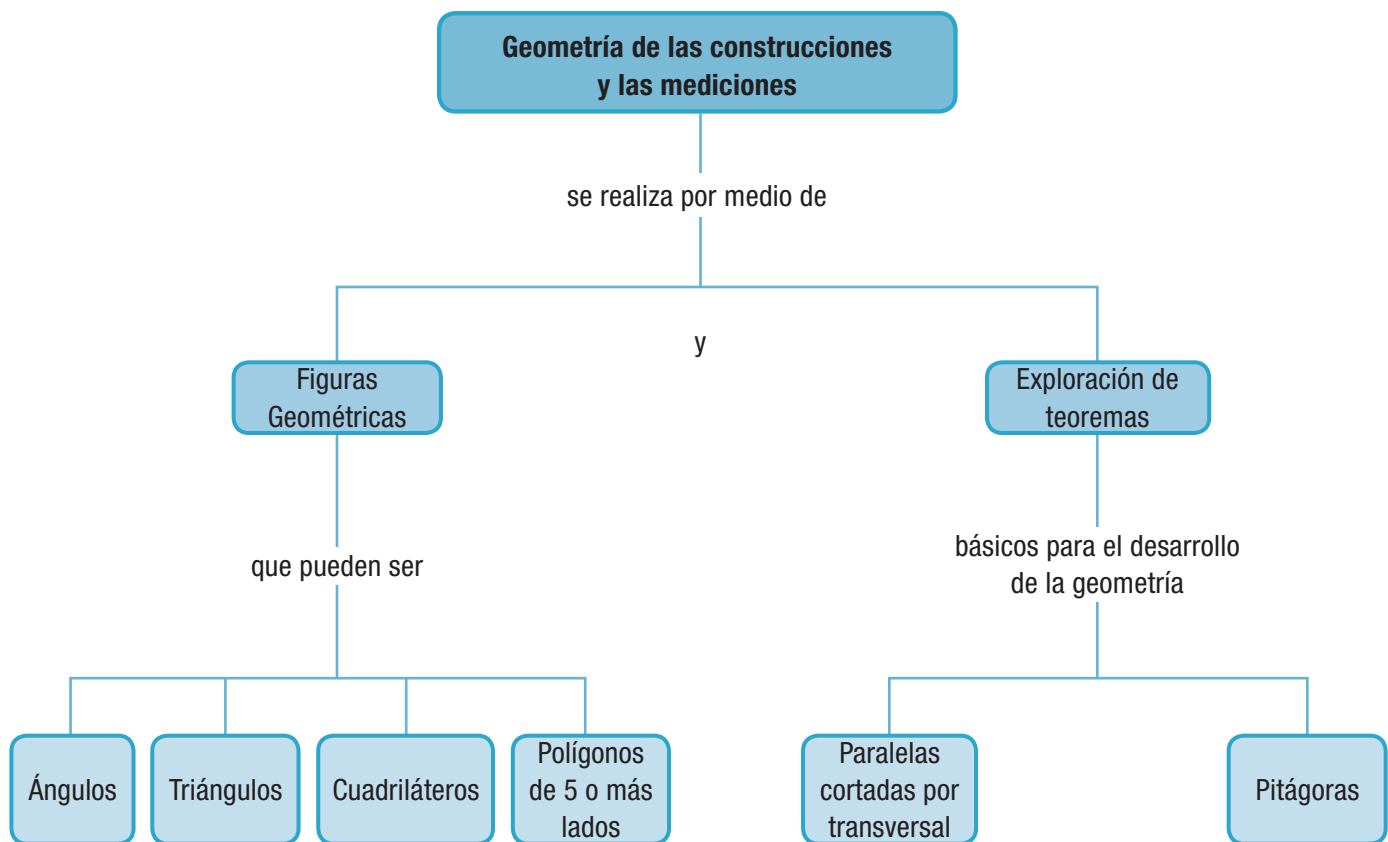 Geometría de las construcciones
y las mediciones
se realiza por medio de
y
Figuras
Geométricas
Exploración de
teoremas
que pueden ser
básicos para el desarrollo
de la geometría
Ángulos
Triángulos
Cuadriláteros
Polígonos
de 5 o más
lados
Paralelas
cortadas por
transversal
Pitágoras